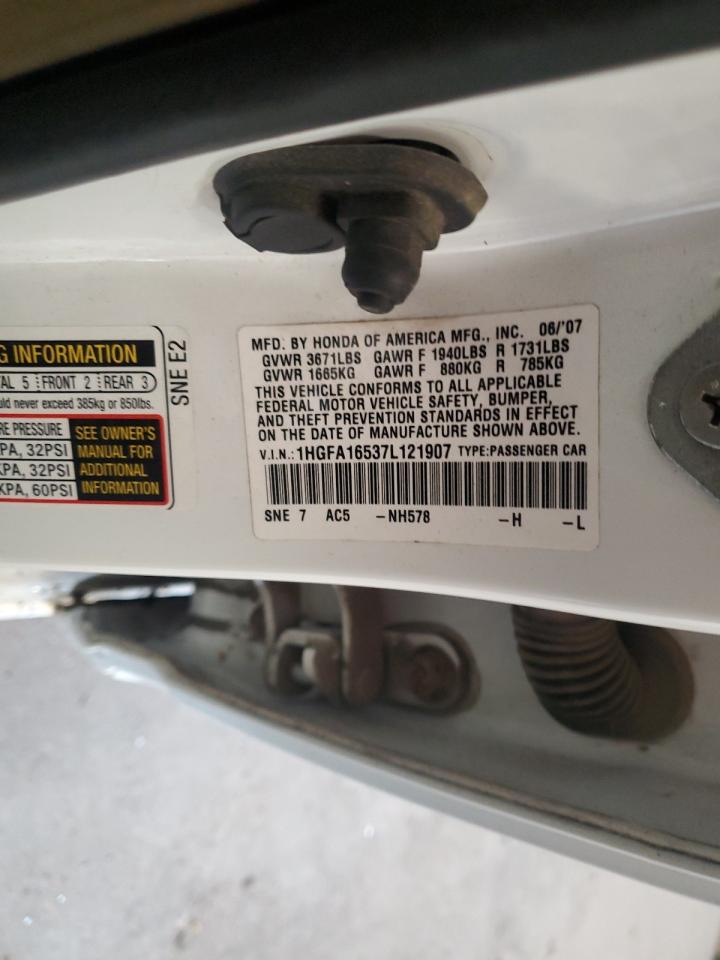 G INFORMATION
AL 5 FRONT 2 REAR 3
uld never exceed 385kg or 850lbs.
RE PRESSURE
PA, 32PSI
KPA, 32PSI
KPA, 60PSI
SEE OWNER'S
MANUAL FOR
ADDITIONAL
INFORMATION
SNE E2
MFD. BY HONDA OF AMERICA MFG., INC. 06/'07
GVWR 3671LBS GAWR F 1940LBS R 1731LBS
GVWR 1665KG GAWR F 880KG R 785KG
THIS VEHICLE CONFORMS TO ALL APPLICABLE
FEDERAL MOTOR VEHICLE SAFETY, BUMPER,
AND THEFT PREVENTION STANDARDS IN EFFECT
ON THE DATE OF MANUFACTURE SHOWN ABOVE.
V.I.N.: 1HGFA16537L121907 TYPE:PASSENGER CAR
SNE 7 AC5 -NH578 -H -L